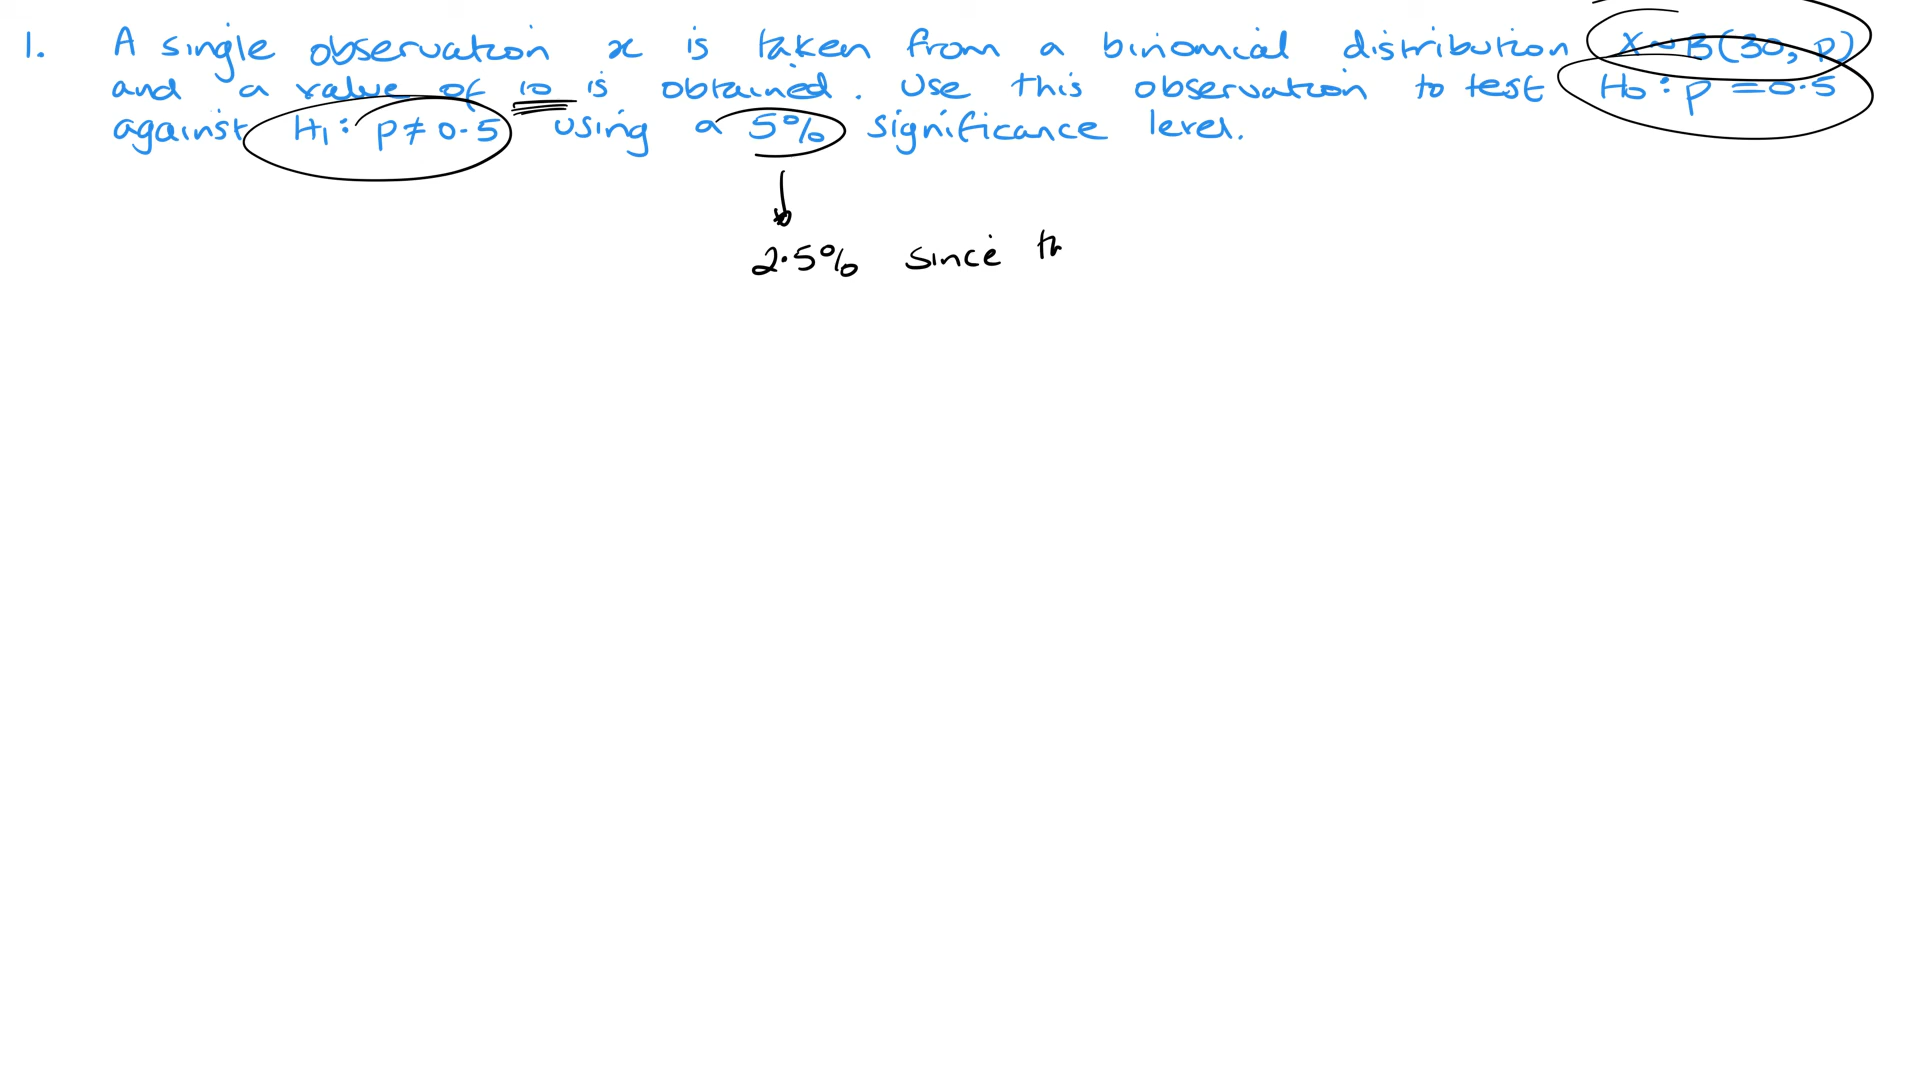 1. A single observation x is taken from a binomial distribution X~B(30, p)
and a value of 10 is obtained. Use this observation to test H₀ : p = 0.5
against H₁ : p ≠ 0.5 using a 5% significance level.
2.5% since th